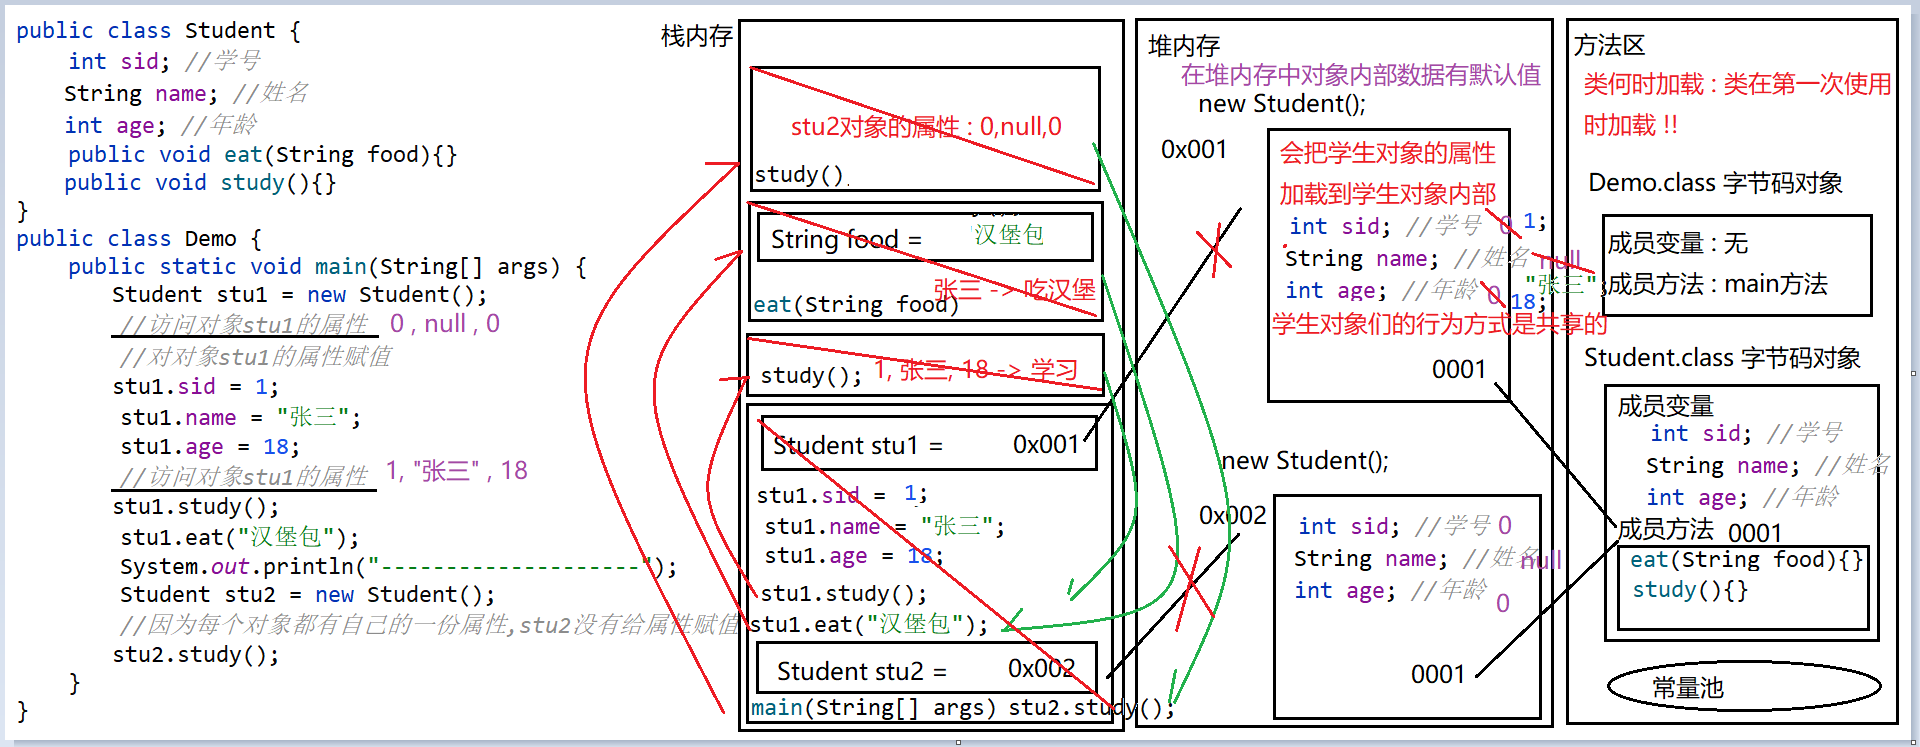 public class Student {
int sid; //学号
String name; //姓名
int age; //年龄
public void eat(String food){}
public void study(){}
}
public class Demo {
public static void main(String[] args) {
Student stu1 = new Student();
//访问对象stu1的属性 0 , null , 0
//对对象stu1的属性赋值
stu1.sid = 1;
stu1.name = "张三";
stu1.age = 18;
//访问对象stu1的属性 1, "张三" , 18
stu1.study();
stu1.eat("汉堡包");
System.out.println("--------------------");
Student stu2 = new Student();
//因为每个对象都有自己的一份属性,stu2没有给属性赋值
stu2.study();
}
}
栈内存
stu2对象的属性 : 0,null,0
study()
String food = 汉堡包
张三 -> 吃汉堡
eat(String food)
study(); 1, 张三, 18 -> 学习
Student stu1 = 0x001
stu1.sid = 1;
stu1.name = "张三";
stu1.age = 18;
stu1.study();
stu1.eat("汉堡包");
Student stu2 = 0x002
main(String[] args) stu2.study();
堆内存
在堆内存中对象内部数据有默认值
new Student();
0x001
会把学生对象的属性
加载到学生对象内部
int sid; //学号 0 1;
String name; //姓名 null
"张三";
int age; //年龄 0 18;
学生对象们的行为方式是共享的
0001
new Student();
0x002
int sid; //学号 0
String name; //姓名 null
int age; //年龄 0
0001
方法区
类何时加载 : 类在第一次使用
时加载 !!
Demo.class 字节码对象
成员变量 : 无
成员方法 : main方法
Student.class 字节码对象
成员变量
int sid; //学号
String name; //姓名
int age; //年龄
成员方法 0001
eat(String food){}
study(){}
常量池